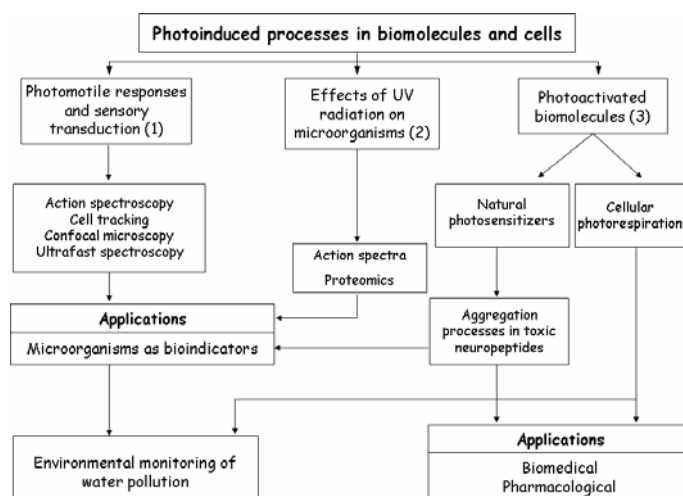 Photoinduced processes in biomolecules and cells
Photomotile responses
and sensory
transduction (1)
Effects of UV
radiation on
microorganisms (2)
Photoactivated
biomolecules (3)
Action spectroscopy
Cell tracking
Confocal microscopy
Ultrafast spectroscopy
Natural
photosensitizers
Cellular
photorespiration
Action spectra
Proteomics
Applications
Microorganisms as bioindicators
Aggregation
processes in toxic
neuropeptides
Environmental monitoring of
water pollution
Applications
Biomedical
Pharmacological